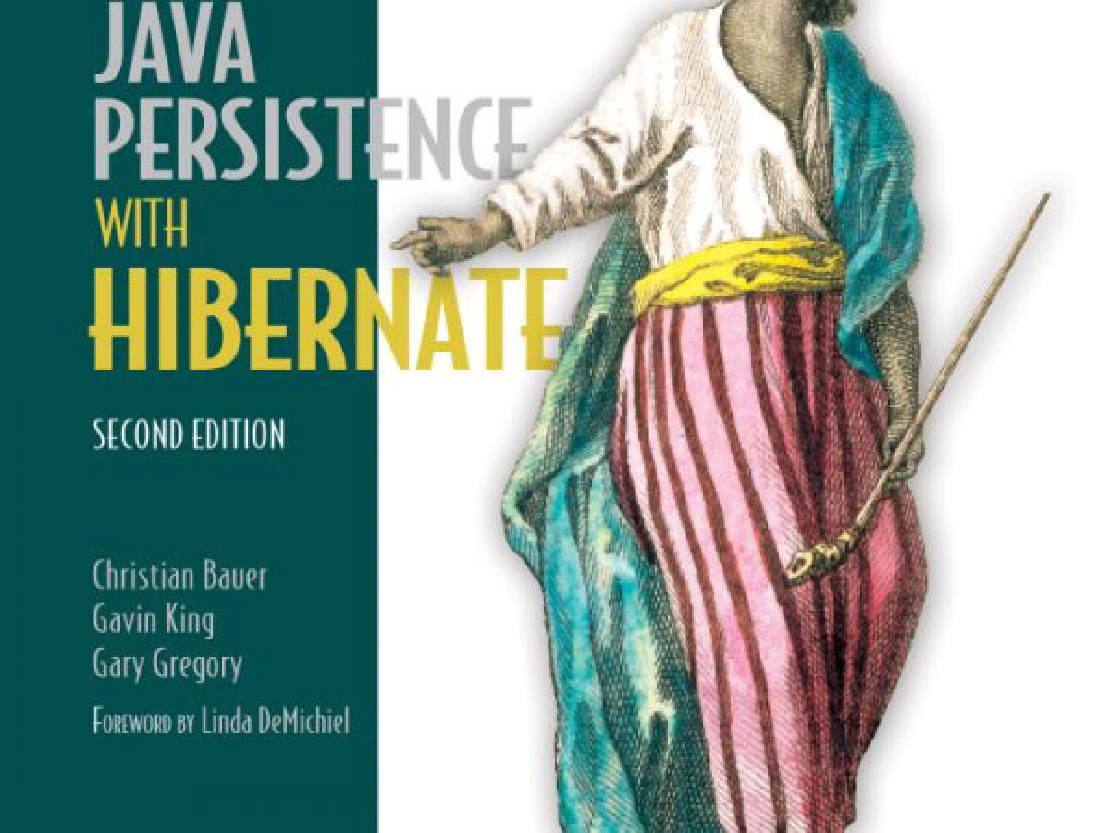 JAVA
PERSISTENCE
WITH
HIBERNATE
SECOND EDITION
Christian Bauer
Gavin King
Gary Gregory
FOREWORD BY Linda DeMichiel